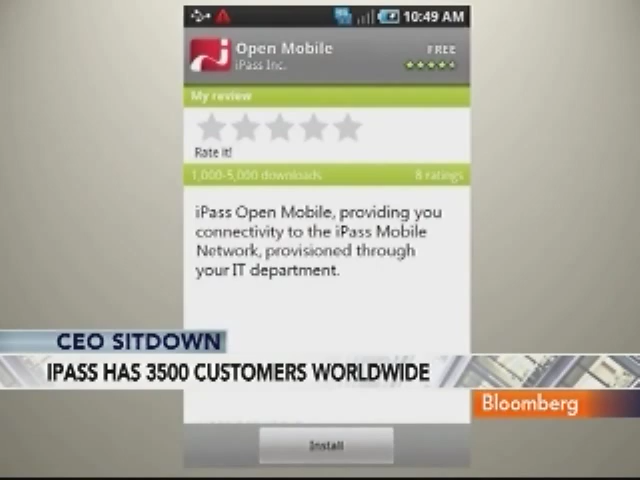 10:49 AM
Open Mobile
FREE
iPass Inc.
My review
Rate it!
1,000-5,000 downloads
8 ratings
iPass Open Mobile, providing you
connectivity to the iPass Mobile
Network, provisioned through
your IT department.
CEO SITDOWN
IPASS HAS 3500 CUSTOMERS WORLDWIDE
Bloomberg
Install